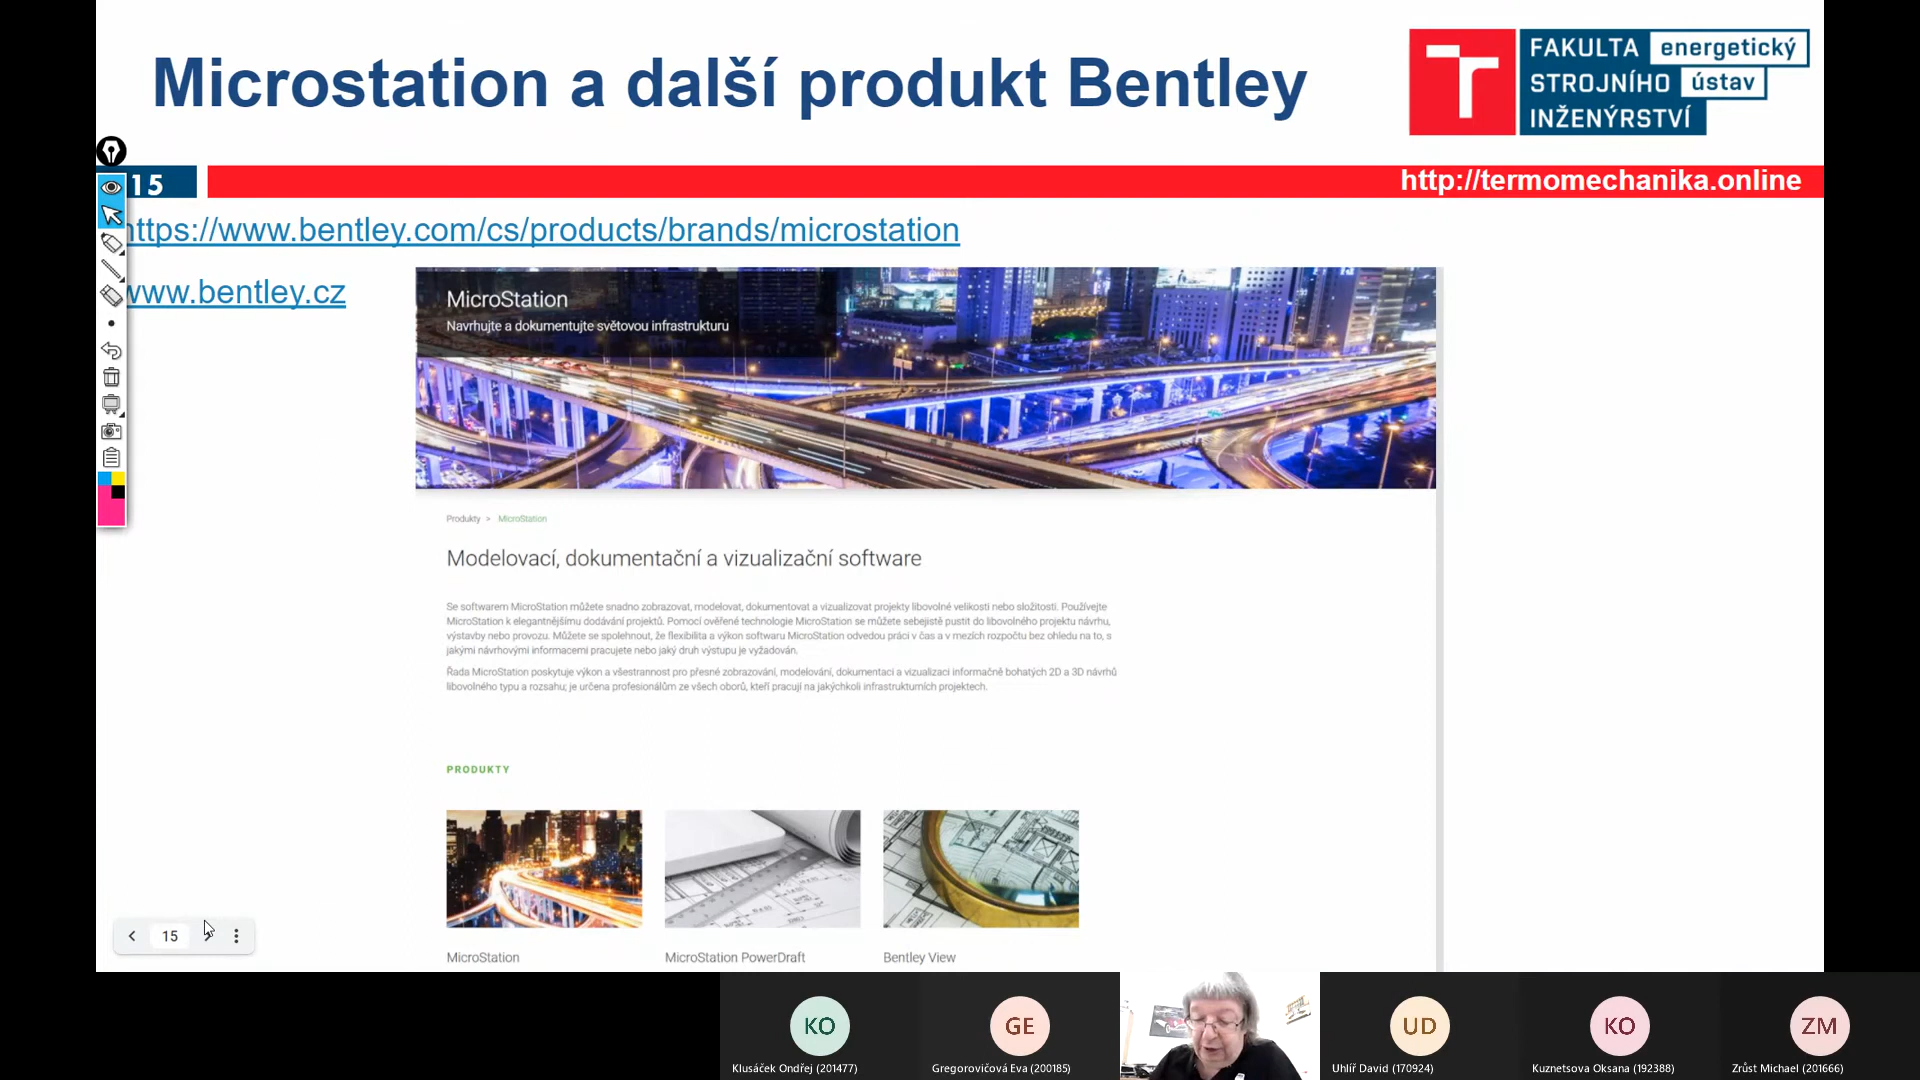 Microstation a další produkt Bentley
FAKULTA energetický
STROJNÍHO ústav
INŽENÝRSTVÍ
15
http://termomechanika.online
https://www.bentley.com/cs/products/brands/microstation
www.bentley.cz
MicroStation
Navrhujte a dokumentujte světovou infrastrukturu
Produkty > MicroStation
Modelovací, dokumentační a vizualizační software
Se softwarem MicroStation můžete snadno zobrazovat, modelovat, dokumentovat a vizualizovat projekty libovolné velikosti nebo složitosti. Používejte
MicroStation k elegantnějšímu dodávání projektů. Pomocí ověřené technologie MicroStation se můžete sebejistě pustit do libovolného projektu návrhu,
výstavby nebo provozu. Můžete se spolehnout, že flexibilita a výkon softwaru MicroStation odvedou práci v čas a v mezích rozpočtu bez ohledu na to, s
jakými návrhovými informacemi pracujete nebo jaký druh výstupu je vyžadován.
Řada MicroStation poskytuje výkon a všestrannost pro přesné zobrazování, modelování, dokumentaci a vizualizaci informačně bohatých 2D a 3D návrhů
libovolného typu a rozsahu; je určena profesionálům ze všech oborů, kteří pracují na jakýchkoli infrastrukturních projektech.
PRODUKTY
MicroStation
MicroStation PowerDraft
Bentley View
15
KO
GE
UD
KO
ZM
Klusáček Ondřej (201477)
Gregorovičová Eva (200185)
Uhlíř David (170924)
Kuznetsova Oksana (192388)
Zrůst Michael (201666)